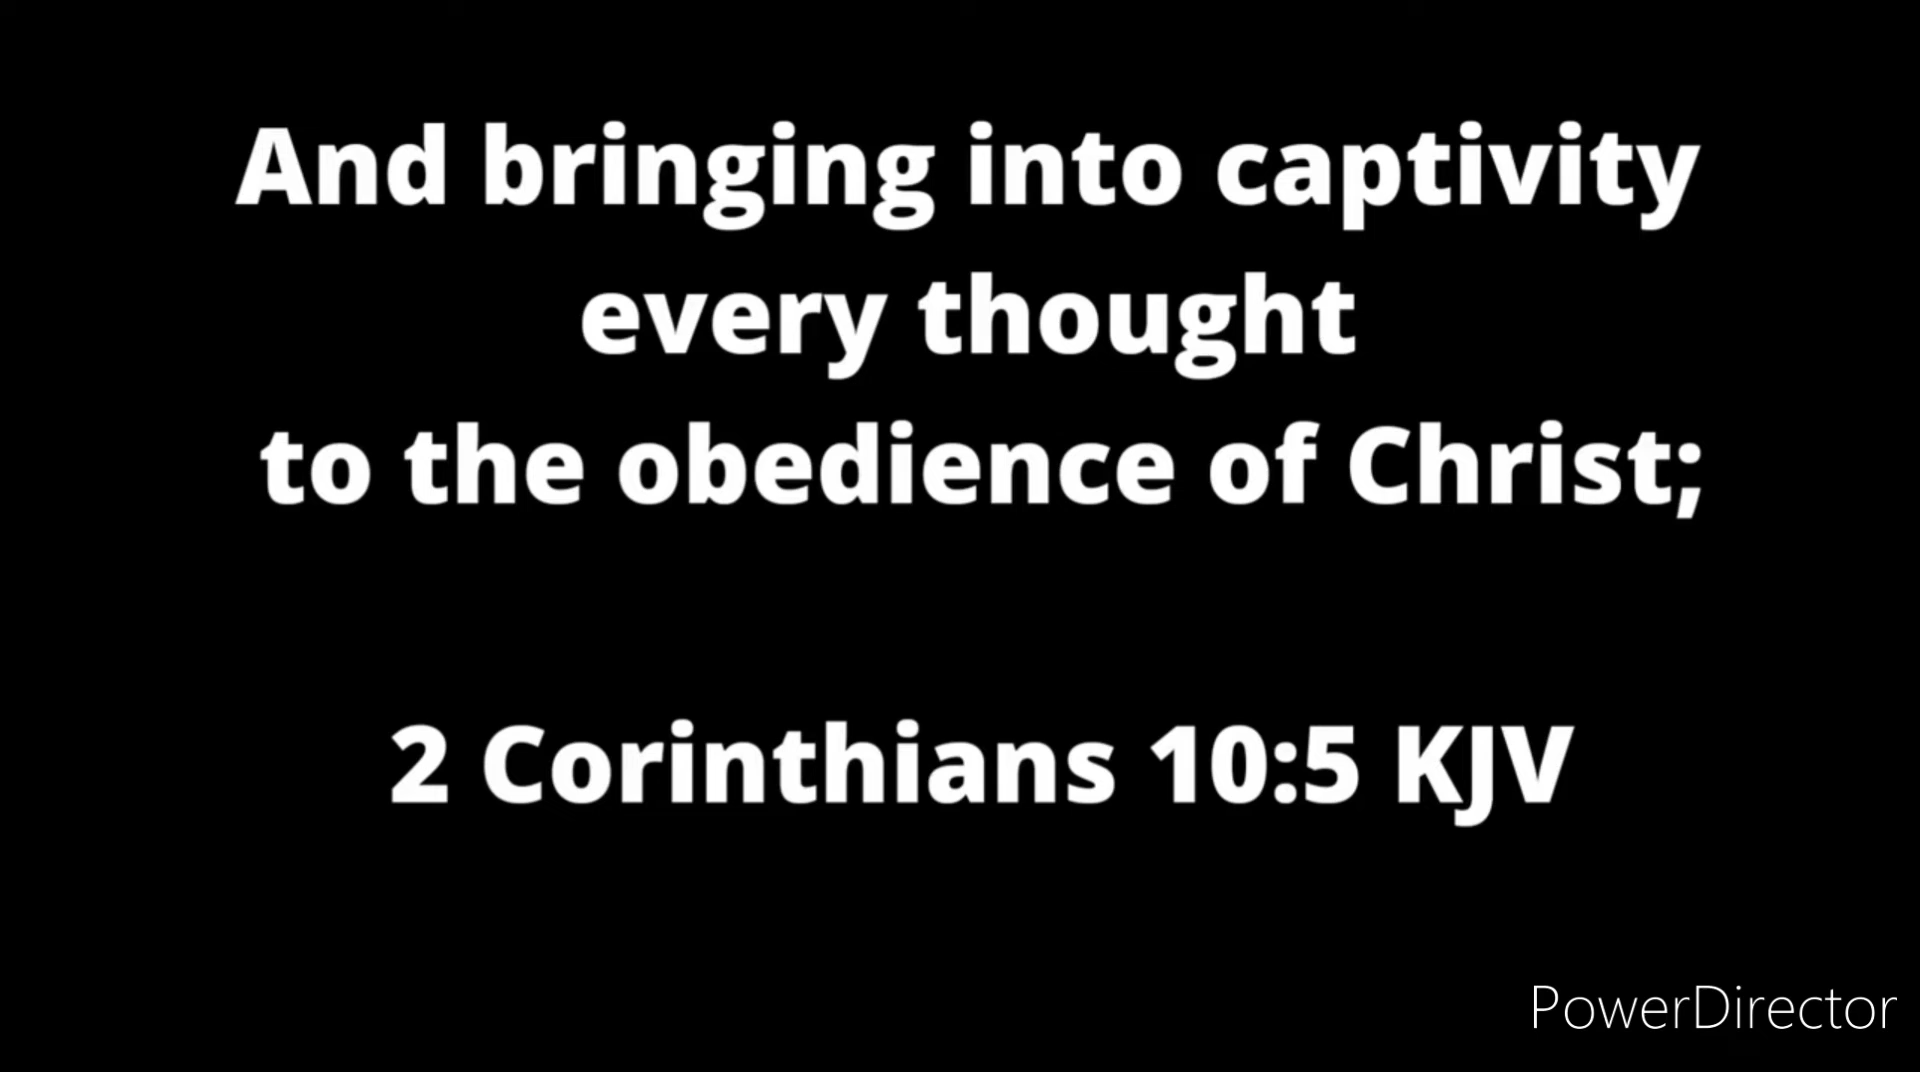 And bringing into captivity
every thought
to the obedience of Christ;
2 Corinthians 10:5 KJV
PowerDirector